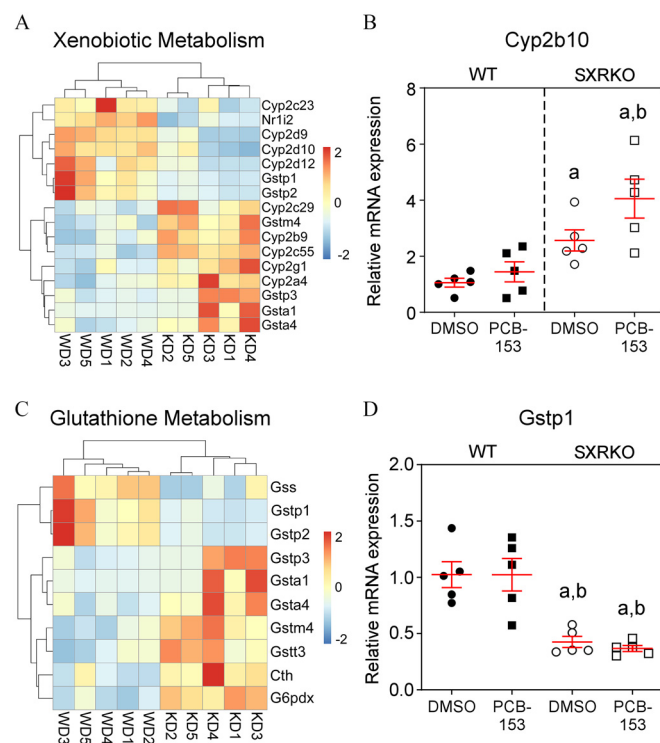 A
Xenobiotic Metabolism
Cyp2c23
Nr1i2
Cyp2d9
Cyp2d10
Cyp2d12
Gstp1
Gstp2
Cyp2c29
Gstm4
Cyp2b9
Cyp2c55
Cyp2g1
Cyp2a4
Gstp3
Gsta1
Gsta4
2
1
0
-1
-2
WD3 WD5 WD1 WD2 WD4 KD2 KD5 KD3 KD1 KD4
B
Cyp2b10
WT SXRKO
Relative mRNA expression
8
6
4
2
0
a
a,b
DMSO PCB-153 DMSO PCB-153
C
Glutathione Metabolism
Gss
Gstp1
Gstp2
Gstp3
Gsta1
Gsta4
Gstm4
Gstt3
Cth
G6pdx
2
1
0
-1
-2
WD3 WD5 WD4 WD1 WD2 KD2 KD5 KD4 KD1 KD3
D
Gstp1
WT SXRKO
Relative mRNA expression
2.0
1.5
1.0
0.5
0.0
a,b a,b
DMSO PCB-153 DMSO PCB-153